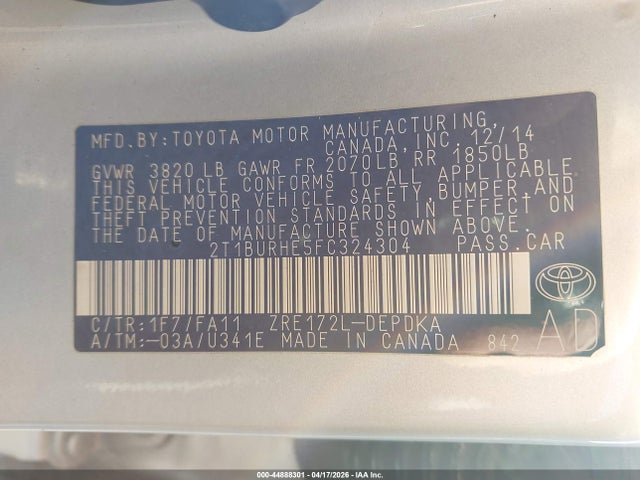 MFD. BY: TOYOTA MOTOR MANUFACTURING,
CANADA, INC. 12/14
GVWR 3820 LB GAWR FR 2070LB RR 1850LB
THIS VEHICLE CONFORMS TO ALL APPLICABLE
FEDERAL MOTOR VEHICLE SAFETY, BUMPER, AND
THEFT PREVENTION STANDARDS IN EFFECT ON
THE DATE OF MANUFACTURE SHOWN ABOVE.
2T1BURHE5FC324304 PASS. CAR
C/TR: 1F7/FA11 ZRE172L-DEPDKA
A/TM: -03A/U341E MADE IN CANADA 842
AD
000-44888301 - 04/17/2026 - IAA Inc.